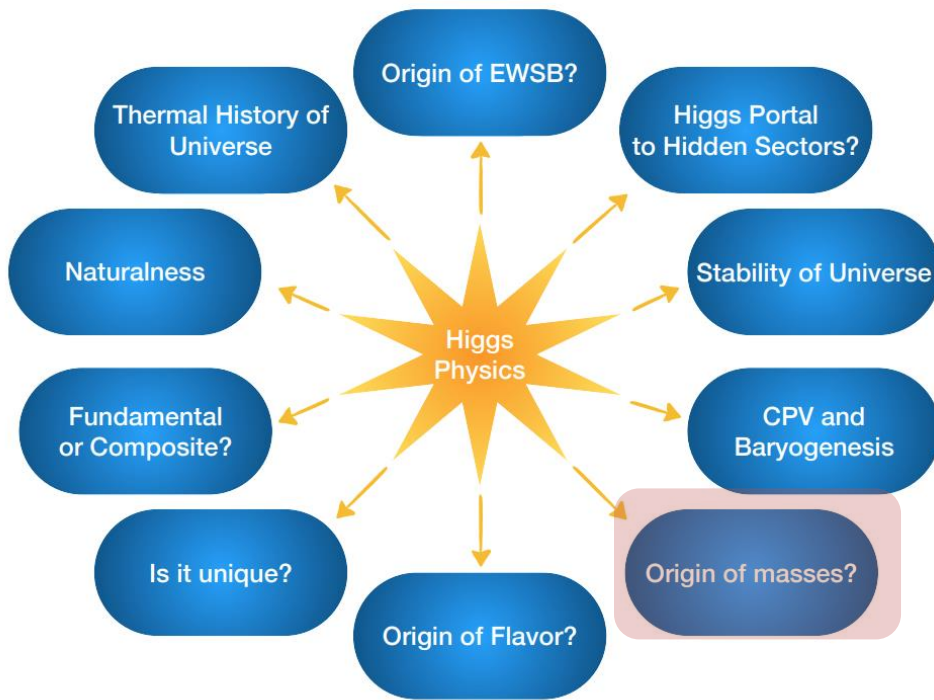 Origin of EWSB?
Thermal History of
Universe
Higgs Portal
to Hidden Sectors?
Naturalness
Stability of Universe
Higgs
Physics
Fundamental
or Composite?
CPV and
Baryogenesis
Is it unique?
Origin of masses?
Origin of Flavor?